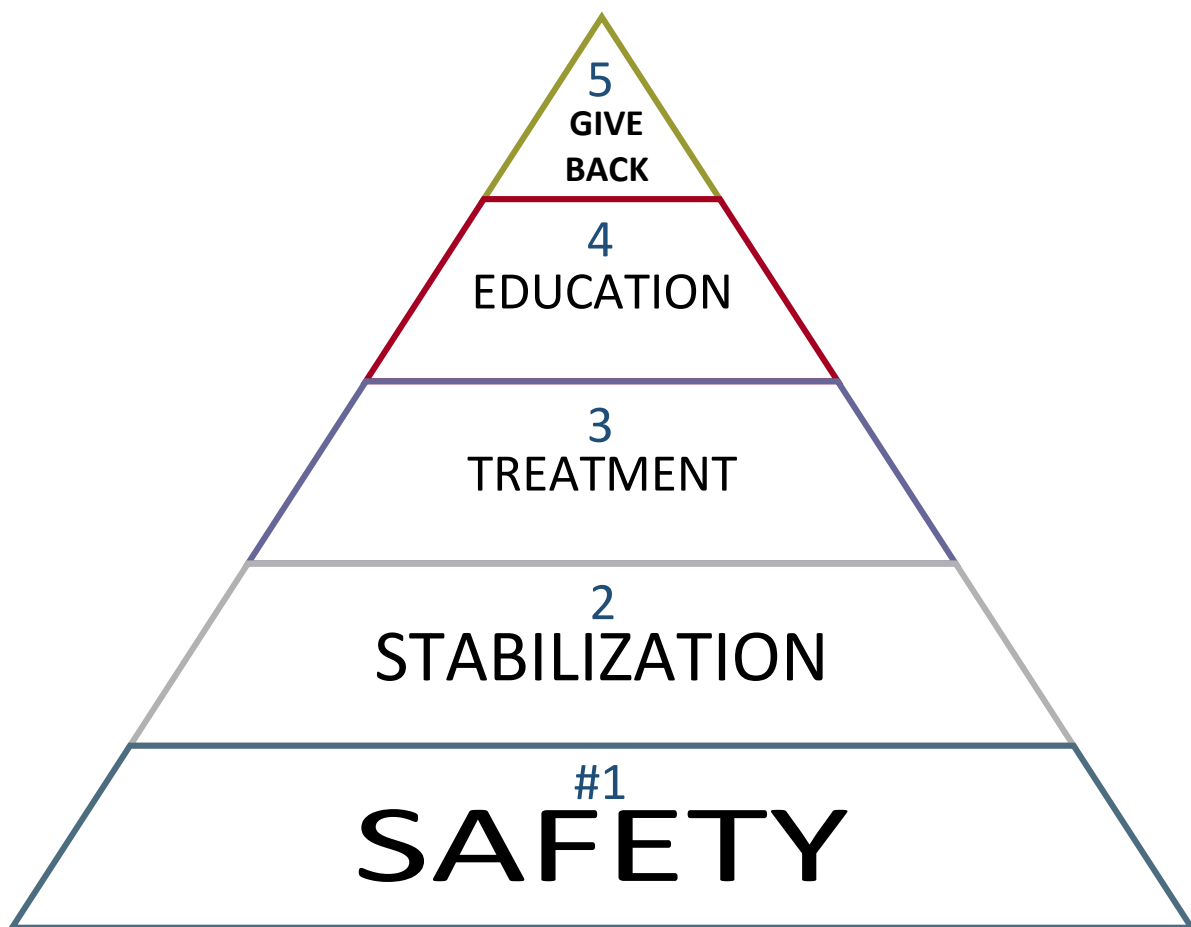 5
GIVE
BACK
4
EDUCATION
3
TREATMENT
2
STABILIZATION
#1
SAFETY